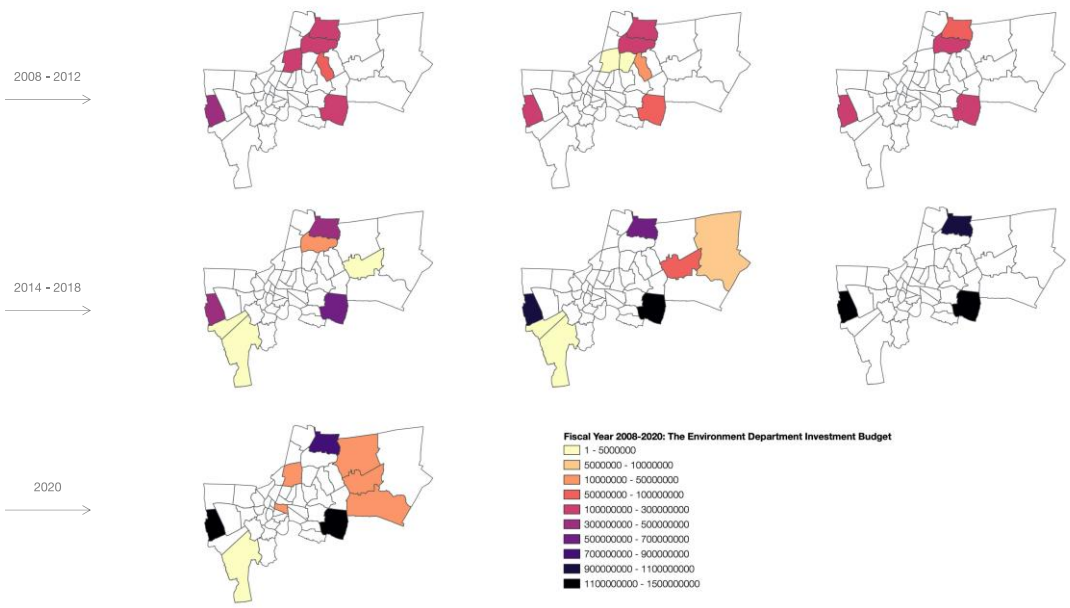 2008 - 2012
2014 - 2018
2020
Fiscal Year 2008-2020: The Environment Department Investment Budget
1 - 5000000
5000000 - 10000000
10000000 - 50000000
50000000 - 100000000
100000000 - 300000000
300000000 - 500000000
500000000 - 700000000
700000000 - 900000000
900000000 - 1100000000
1100000000 - 1500000000